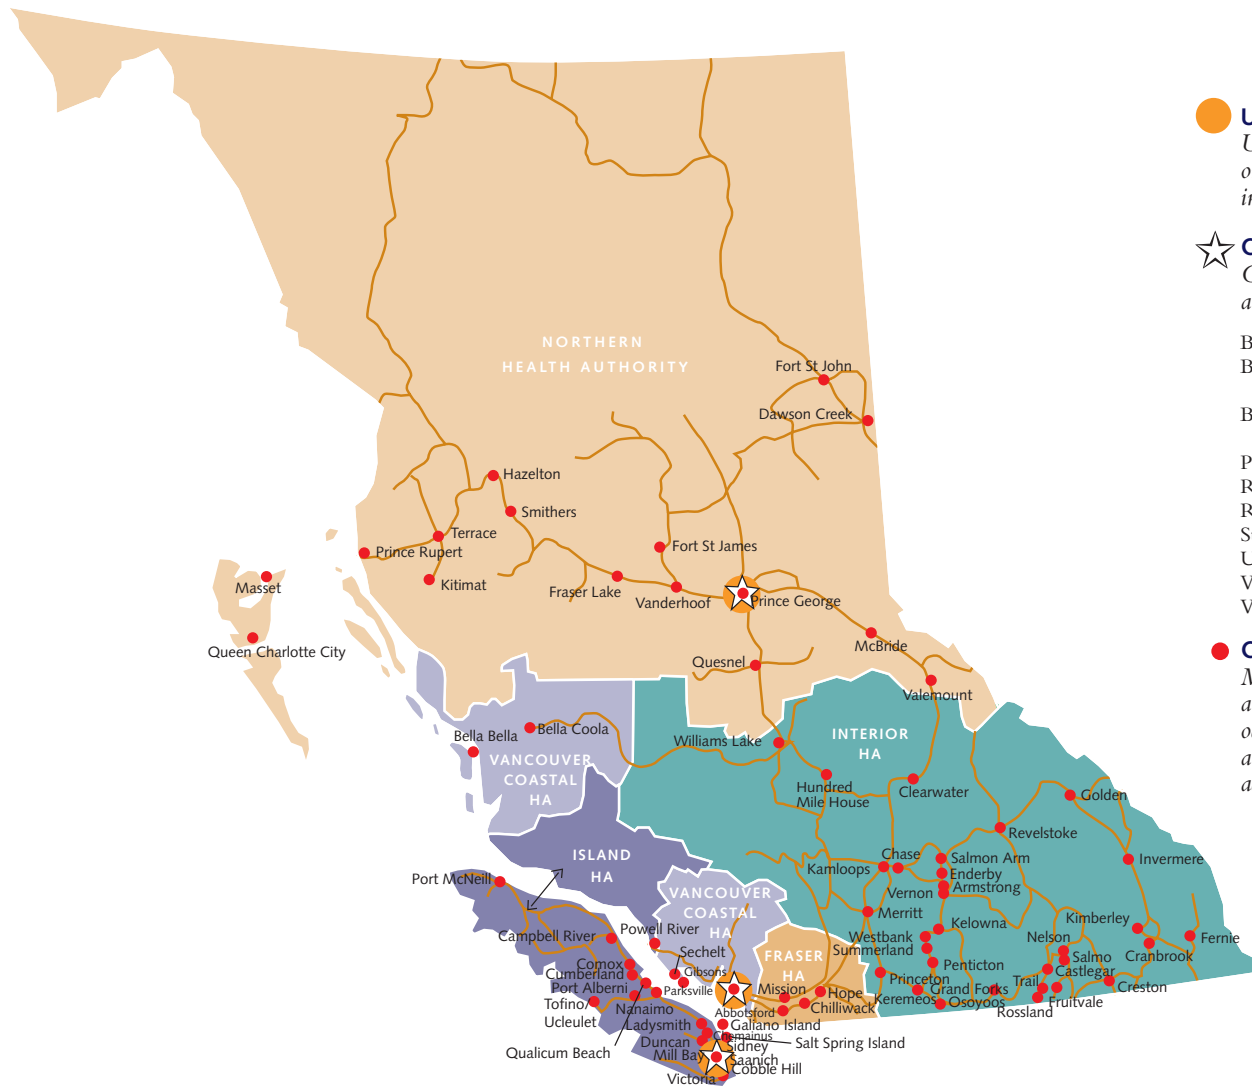 NORTHERN
HEALTH AUTHORITY
Fort St John
Dawson Creek
Hazelton
Smithers
Terrace
Prince Rupert
Kitimat
Fort St James
Fraser Lake
Vanderhoof
Prince George
Masset
Queen Charlotte City
McBride
Quesnel
Valemount
Bella Bella
Bella Coola
VANCOUVER
COASTAL
HA
Williams Lake
INTERIOR
HA
Hundred
Mile House
Clearwater
Golden
Revelstoke
ISLAND
HA
Port McNeill
VANCOUVER
COASTAL
HA
Chase
Kamloops
Salmon Arm
Enderby
Armstrong
Vernon
Invermere
Merritt
Kelowna
Kimberley
Fernie
Cranbrook
Campbell River
Powell River
Sechelt
Gibsons
Parksville
Comox
Cumberland
Port Alberni
Tofino/
Ucleulet
Nanaimo
Ladysmith
Qualicum Beach
Duncan
Mill Bay
Victoria
Chemainus
Sidney
Saanich
Cobble Hill
Salt Spring Island
Galiano Island
FRASER
HA
Mission
Abbotsford
Hope
Chilliwack
Westbank
Summerland
Penticton
Princeton
Keremeos
Grand Forks
Osoyoos
Nelson
Salmo
Castlegar
Trail
Fruitvale
Rossland
Creston
U
U
o
in
C
C
a
B
B
B
P
R
R
S
U
V
V
C
M
a
o
a
a